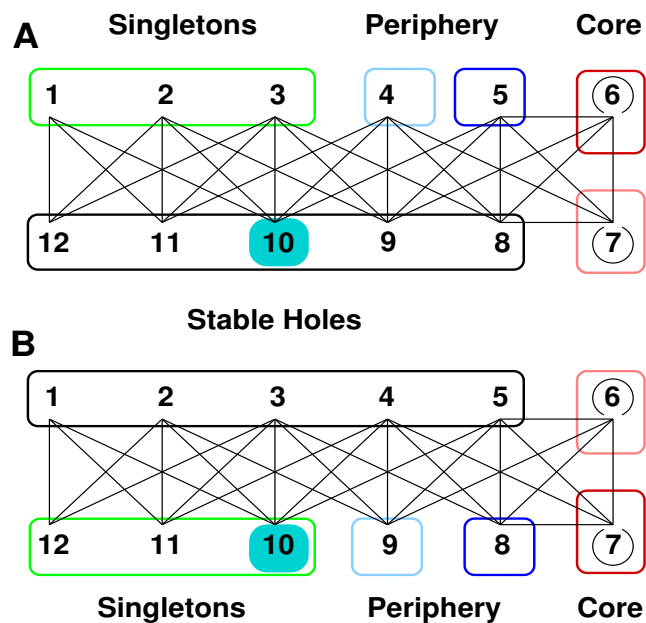 A Singletons Periphery Core
1 2 3 4 5 6
12 11 10 9 8 7
Stable Holes
B
1 2 3 4 5 6
12 11 10 9 8 7
Singletons Periphery Core